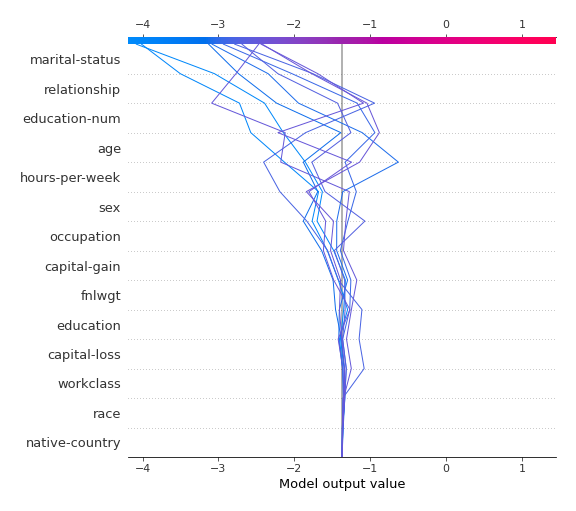 −4 −3 −2 −1 0 1
marital-status
relationship
education-num
age
hours-per-week
sex
occupation
capital-gain
fnlwgt
education
capital-loss
workclass
race
native-country
−4 −3 −2 −1 0 1
Model output value